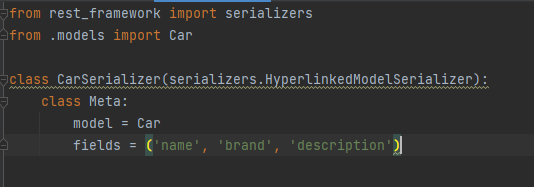 from rest_framework import serializers
from .models import Car
class CarSerializer(serializers.HyperlinkedModelSerializer):
    class Meta:
        model = Car
        fields = ('name', 'brand', 'description')